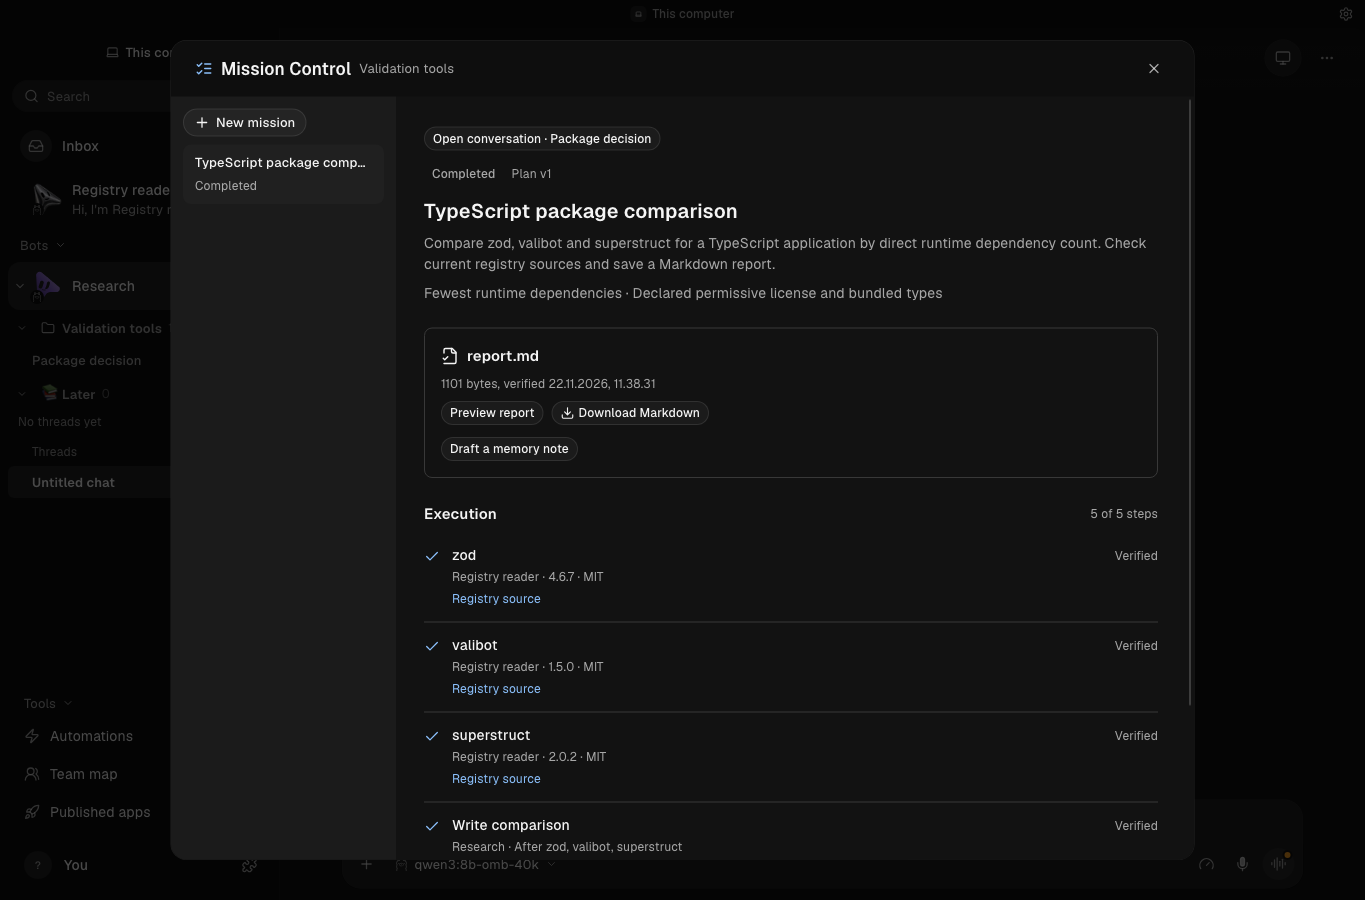 This computer
This co
Mission Control Validation tools
Search
New mission
Open conversation · Package decision
Inbox
TypeScript package comp...
Completed
Completed Plan v1
Registry reade
Hi, I'm Registry r
TypeScript package comparison
Compare zod, valibot and superstruct for a TypeScript application by direct runtime dependency count. Check
current registry sources and save a Markdown report.
Bots
Research
Fewest runtime dependencies · Declared permissive license and bundled types
Validation tools
report.md
Package decision
1101 bytes, verified 22.11.2026, 11.38.31
Later 0
Preview report Download Markdown
No threads yet
Threads
Draft a memory note
Untitled chat
Execution 5 of 5 steps
zod Verified
Registry reader · 4.6.7 · MIT
Registry source
valibot Verified
Registry reader · 1.5.0 · MIT
Registry source
Tools
Automations
superstruct Verified
Registry reader · 2.0.2 · MIT
Team map
Registry source
Published apps
Write comparison Verified
Research · After zod, valibot, superstruct
? You
qwen3:8b-omb-40k